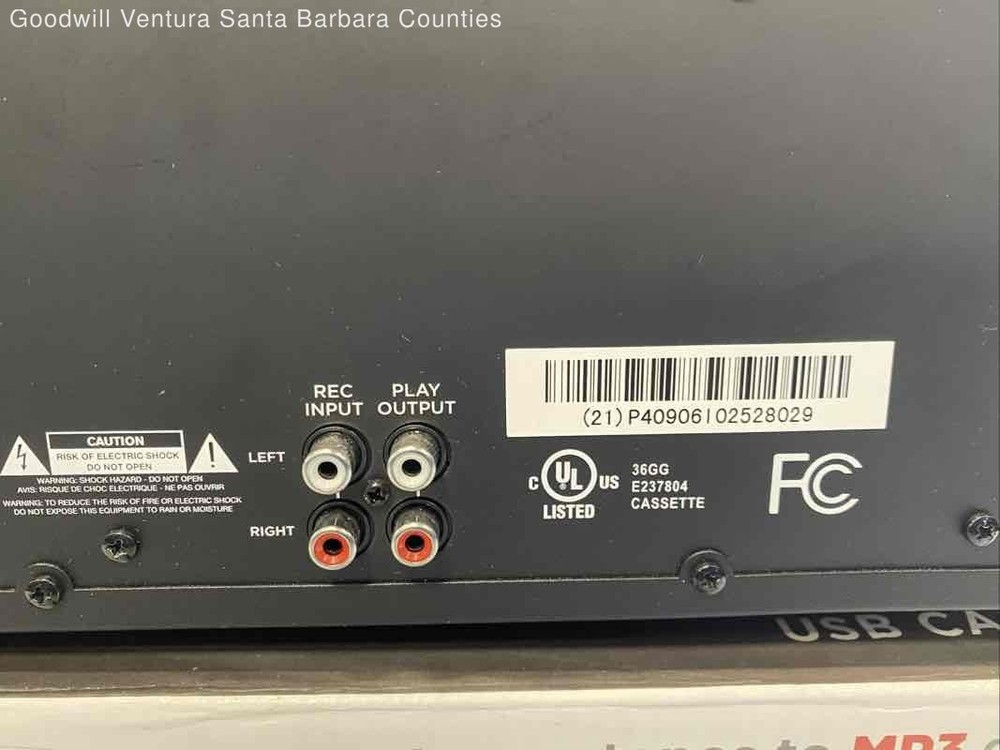 Goodwill Ventura Santa Barbara Counties
REC INPUT
PLAY OUTPUT
LEFT
RIGHT
CAUTION
RISK OF ELECTRIC SHOCK
DO NOT OPEN
WARNING: SHOCK HAZARD - DO NOT OPEN
AVIS: RISQUE DE CHOC ELECTRIQUE - NE PAS OUVRIR
WARNING: TO REDUCE THE RISK OF FIRE OR ELECTRIC SHOCK
DO NOT EXPOSE THIS EQUIPMENT TO RAIN OR MOISTURE
(21)P40906102528029
C UL US
LISTED
36GG
E237804
CASSETTE
FC
USB CA
to MP3